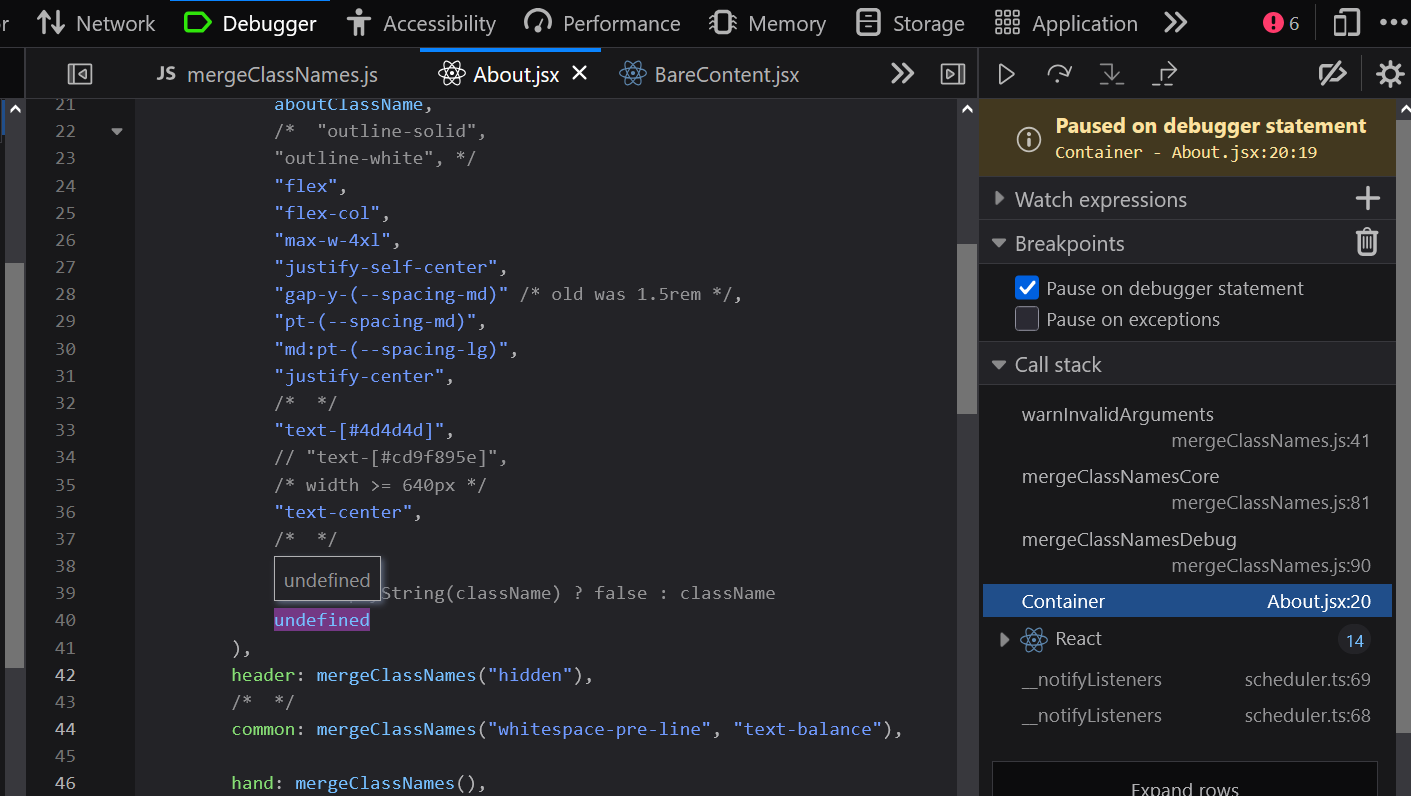 r Network Debugger Accessibility Performance Memory Storage Application 6
JS mergeClassNames.js About.jsx BareContent.jsx
21 aboutClassName,
22 /*  "outline-solid",
23 "outline-white", */
24 "flex",
25 "flex-col",
26 "max-w-4xl",
27 "justify-self-center",
28 "gap-y-(--spacing-md)" /* old was 1.5rem */,
29 "pt-(--spacing-md)",
30 "md:pt-(--spacing-lg)",
31 "justify-center",
32 /*  */
33 "text-[#4d4d4d]",
34 // "text-[#cd9f895e]",
35 /* width >= 640px */
36 "text-center",
37 /*  */
38
undefined
39 String(className) ? false : className
40 undefined
41 ),
42 header: mergeClassNames("hidden"),
43 /*  */
44 common: mergeClassNames("whitespace-pre-line", "text-balance"),
45
46 hand: mergeClassNames(),
Paused on debugger statement
Container - About.jsx:20:19
Watch expressions
Breakpoints
Pause on debugger statement
Pause on exceptions
Call stack
warnInvalidArguments
mergeClassNames.js:41
mergeClassNamesCore
mergeClassNames.js:81
mergeClassNamesDebug
mergeClassNames.js:90
Container About.jsx:20
React 14
__notifyListeners scheduler.ts:69
__notifyListeners scheduler.ts:68
Expand rows